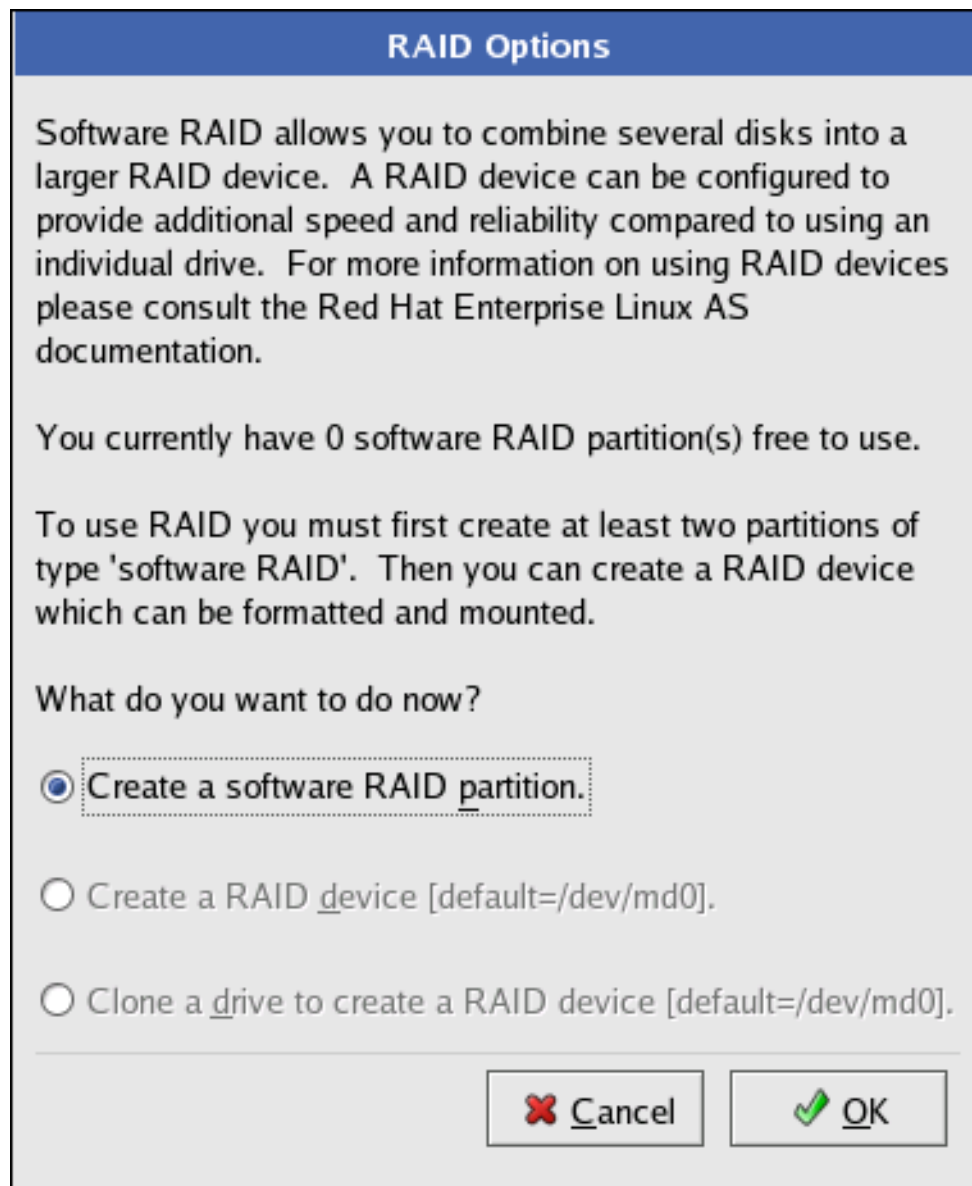 RAID Options
Software RAID allows you to combine several disks into a
larger RAID device.  A RAID device can be configured to
provide additional speed and reliability compared to using an
individual drive.  For more information on using RAID devices
please consult the Red Hat Enterprise Linux AS
documentation.
You currently have 0 software RAID partition(s) free to use.
To use RAID you must first create at least two partitions of
type 'software RAID'.  Then you can create a RAID device
which can be formatted and mounted.
What do you want to do now?
Create a software RAID partition.
Create a RAID device [default=/dev/md0].
Clone a drive to create a RAID device [default=/dev/md0].
Cancel
OK